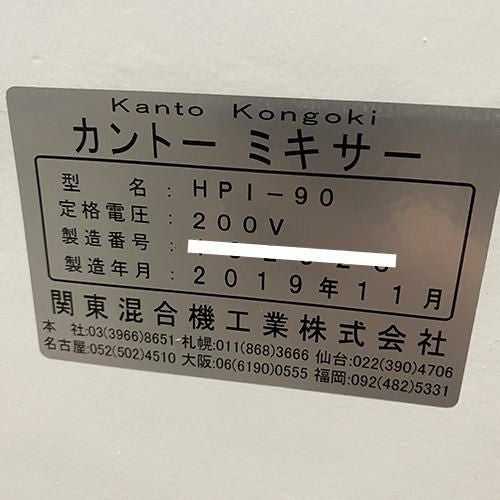 Kanto Kongoki
カントー ミキサー
型名：HPI-90
定格電圧：200V
製造番号：
製造年月：2019年11月
関東混合機工業株式会社
本社:03(3966)8651 札幌:011(868)3666 仙台:022(390)4706
名古屋:052(502)4510 大阪:06(6190)0555 福岡:092(482)5331